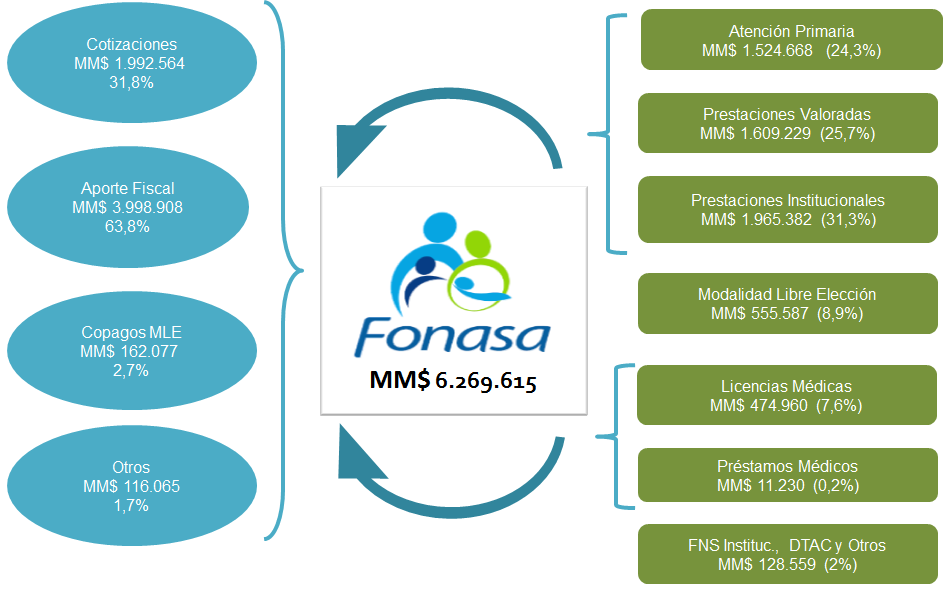 Cotizaciones
MM$ 1.992.564
31,8%
Aporte Fiscal
MM$ 3.998.908
63,8%
Copagos MLE
MM$ 162.077
2,7%
Otros
MM$ 116.065
1,7%
Fonasa
MM$ 6.269.615
Atención Primaria
MM$ 1.524.668 (24,3%)
Prestaciones Valoradas
MM$ 1.609.229 (25,7%)
Prestaciones Institucionales
MM$ 1.965.382 (31,3%)
Modalidad Libre Elección
MM$ 555.587 (8,9%)
Licencias Médicas
MM$ 474.960 (7,6%)
Préstamos Médicos
MM$ 11.230 (0,2%)
FNS Instituc., DTAC y Otros
MM$ 128.559 (2%)